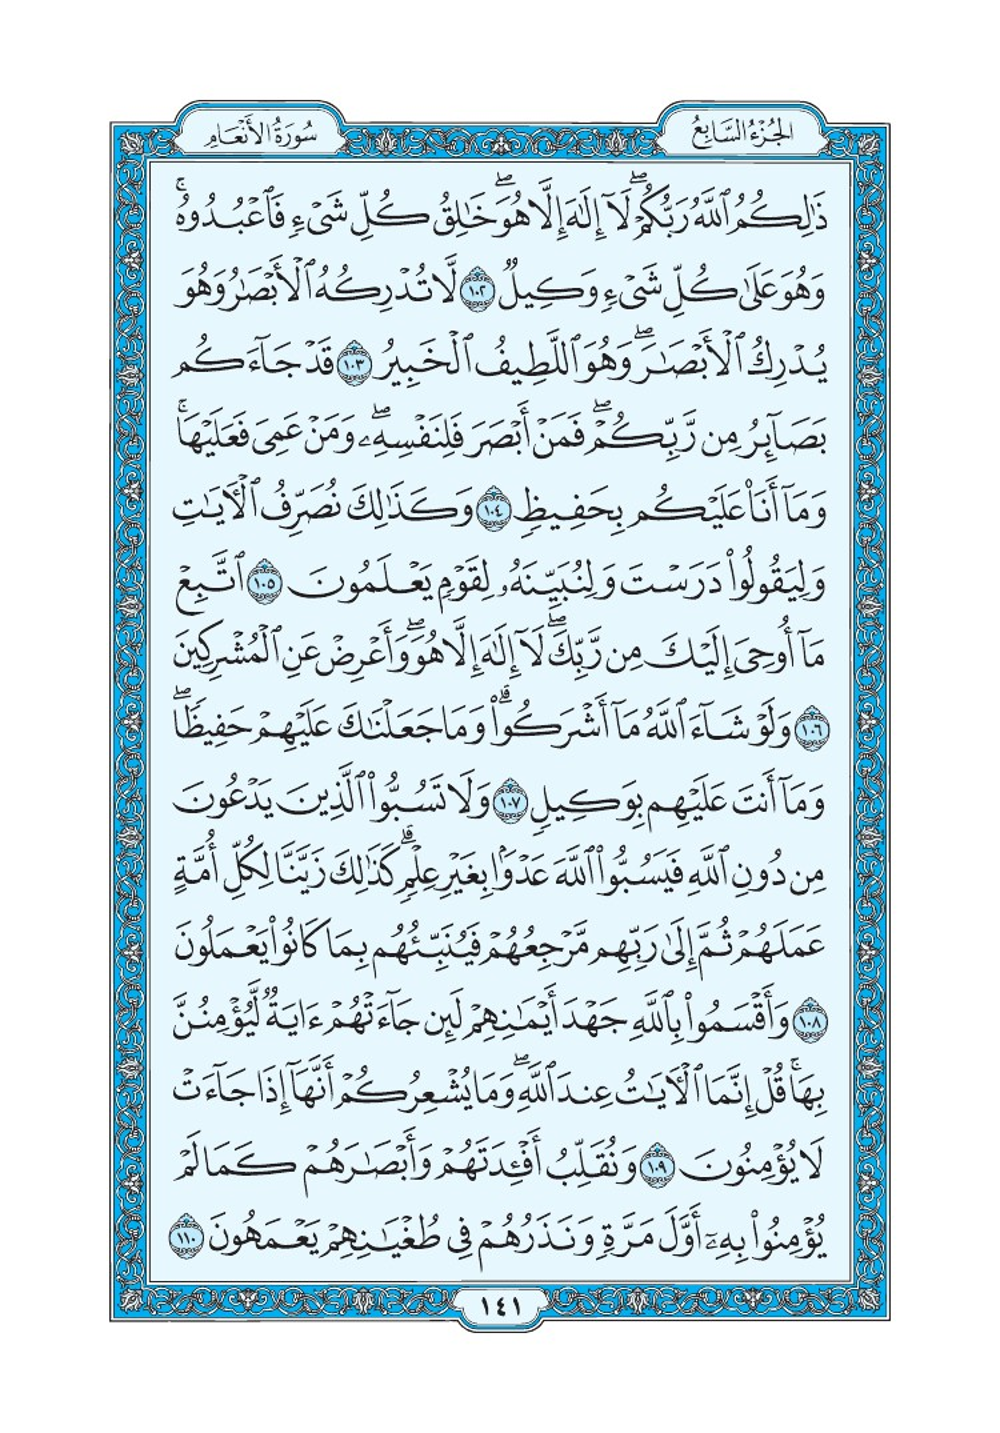 الجُزْءُ السَّابِعُ
سُورَةُ الأَنْعَامِ
ذَٰلِكُمُ ٱللَّهُ رَبُّكُمْۖ لَآ إِلَٰهَ إِلَّا هُوَۖ خَٰلِقُ كُلِّ شَىْءٍ فَٱعْبُدُوهُۚ
وَهُوَ عَلَىٰ كُلِّ شَىْءٍ وَكِيلٌ ١٠٢ لَّا تُدْرِكُهُ ٱلْأَبْصَٰرُ وَهُوَ
يُدْرِكُ ٱلْأَبْصَٰرَۖ وَهُوَ ٱللَّطِيفُ ٱلْخَبِيرُ ١٠٣ قَدْ جَآءَكُم
بَصَآئِرُ مِن رَّبِّكُمْۖ فَمَنْ أَبْصَرَ فَلِنَفْسِهِۦۖ وَمَنْ عَمِىَ فَعَلَيْهَاۚ
وَمَآ أَنَا۠ عَلَيْكُم بِحَفِيظٍ ١٠٤ وَكَذَٰلِكَ نُصَرِّفُ ٱلْـَٔايَٰتِ
وَلِيَقُولُوا۟ دَرَسْتَ وَلِنُبَيِّنَهُۥ لِقَوْمٍ يَعْلَمُونَ ١٠٥ ٱتَّبِعْ
مَآ أُوحِىَ إِلَيْكَ مِن رَّبِّكَۖ لَآ إِلَٰهَ إِلَّا هُوَۖ وَأَعْرِضْ عَنِ ٱلْمُشْرِكِينَ
١٠٦ وَلَوْ شَآءَ ٱللَّهُ مَآ أَشْرَكُوا۟ۗ وَمَا جَعَلْنَٰكَ عَلَيْهِمْ حَفِيظًاۖ
وَمَآ أَنتَ عَلَيْهِم بِوَكِيلٍ ١٠٧ وَلَا تَسُبُّوا۟ ٱلَّذِينَ يَدْعُونَ
مِن دُونِ ٱللَّهِ فَيَسُبُّوا۟ ٱللَّهَ عَدْوًۢا بِغَيْرِ عِلْمٍۗ كَذَٰلِكَ زَيَّنَّا لِكُلِّ أُمَّةٍ
عَمَلَهُمْ ثُمَّ إِلَىٰ رَبِّهِم مَّرْجِعُهُمْ فَيُنَبِّئُهُم بِمَا كَانُوا۟ يَعْمَلُونَ
١٠٨ وَأَقْسَمُوا۟ بِٱللَّهِ جَهْدَ أَيْمَٰنِهِمْ لَئِن جَآءَتْهُمْ ءَايَةٌ لَّيُؤْمِنُنَّ
بِهَاۚ قُلْ إِنَّمَا ٱلْـَٔايَٰتُ عِندَ ٱللَّهِۖ وَمَا يُشْعِرُكُمْ أَنَّهَآ إِذَا جَآءَتْ
لَا يُؤْمِنُونَ ١٠٩ وَنُقَلِّبُ أَفْـِٔدَتَهُمْ وَأَبْصَٰرَهُمْ كَمَا لَمْ
يُؤْمِنُوا۟ بِهِۦٓ أَوَّلَ مَرَّةٍ وَنَذَرُهُمْ فِى طُغْيَٰنِهِمْ يَعْمَهُونَ ١١٠
١٤١